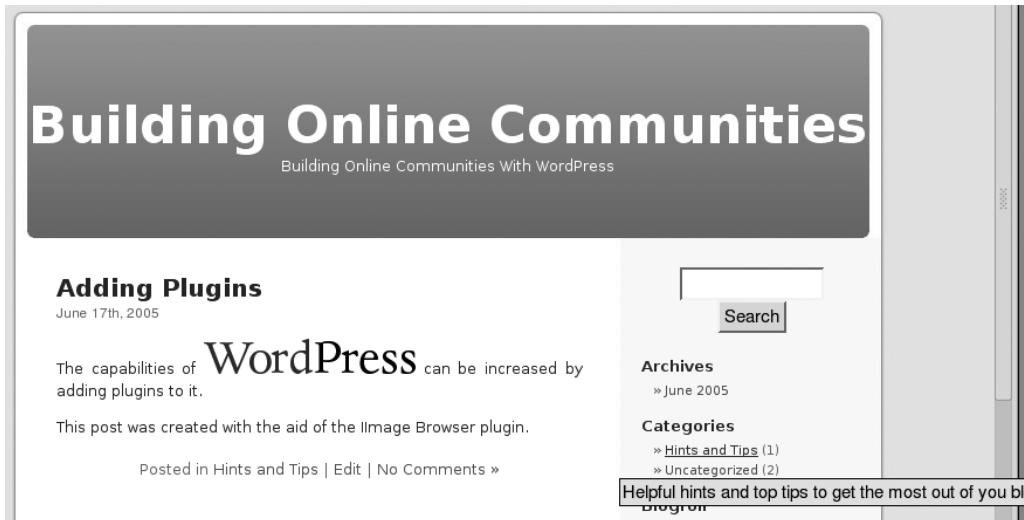 Building Online Communities
Building Online Communities With WordPress
Adding Plugins
June 17th, 2005
The capabilities of WordPress can be increased by
adding plugins to it.
This post was created with the aid of the IImage Browser plugin.
Posted in Hints and Tips | Edit | No Comments »
Search
Archives
» June 2005
Categories
» Hints and Tips (1)
» Uncategorized (2)
Helpful hints and top tips to get the most out of you bl
Blogroll